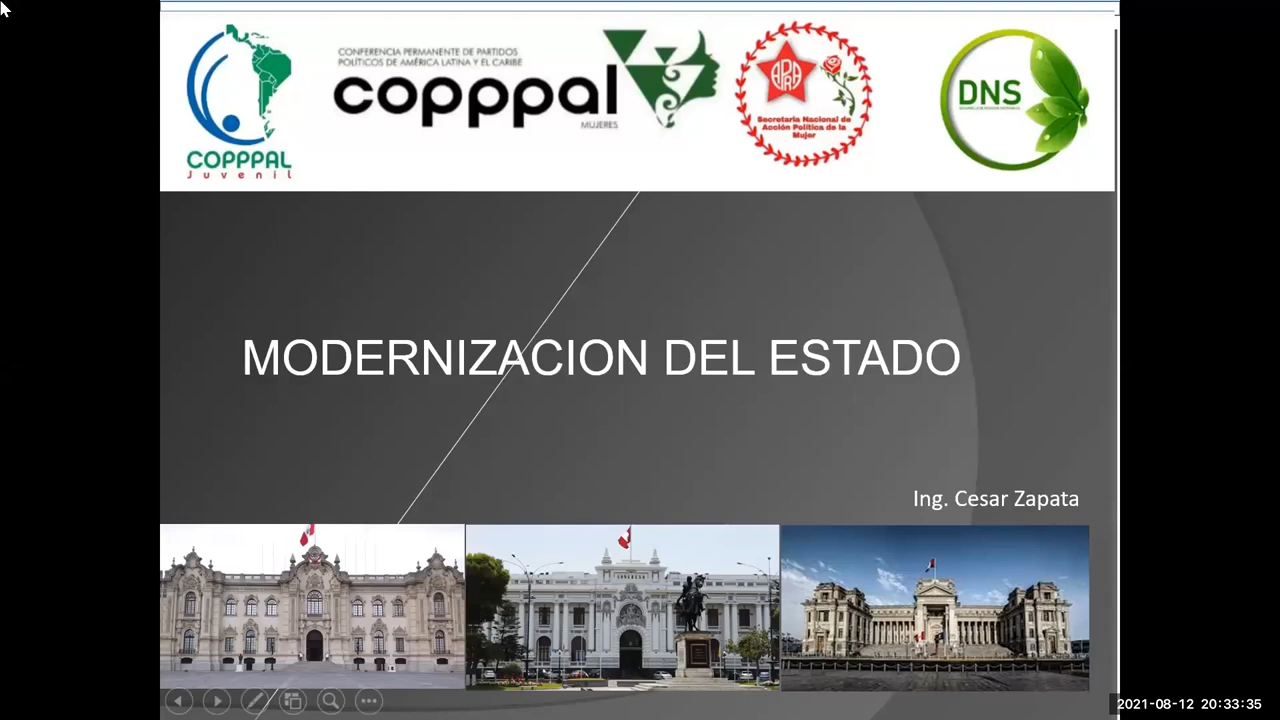 COPPPAL
Juvenil
CONFERENCIA PERMANENTE DE PARTIDOS
POLÍTICOS DE AMÉRICA LATINA Y EL CARIBE
copppal
MUJERES
APRA
Secretaria Nacional de
Acción Política de la
Mujer
DNS
MODERNIZACION DEL ESTADO
Ing. Cesar Zapata
CONGRESO
2021-08-12 20:33:35